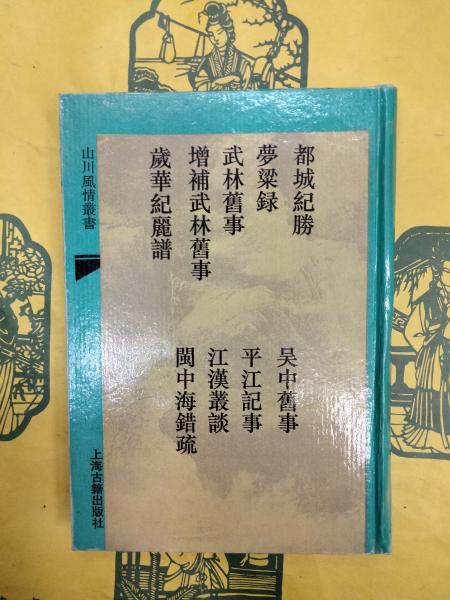 都城紀勝
夢粱録
武林舊事
增補武林舊事
歲華紀麗譜
吴中舊事
平江記事
江漢叢談
閩中海錯疏
山川風情叢書
上海古籍出版社